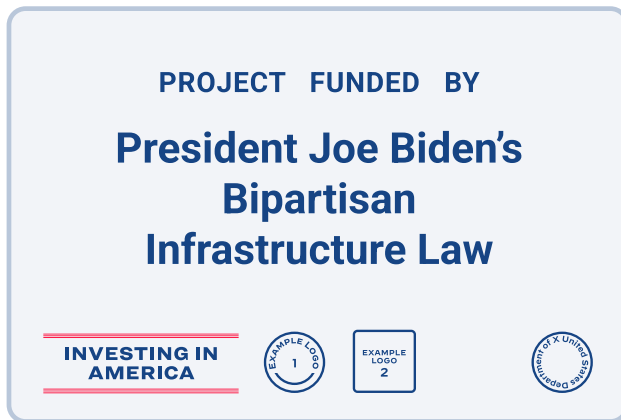 PROJECT FUNDED BY
President Joe Biden’s
Bipartisan
Infrastructure Law
INVESTING IN
AMERICA
EXAMPLE LOGO
1
EXAMPLE
LOGO
2
Department of X United States